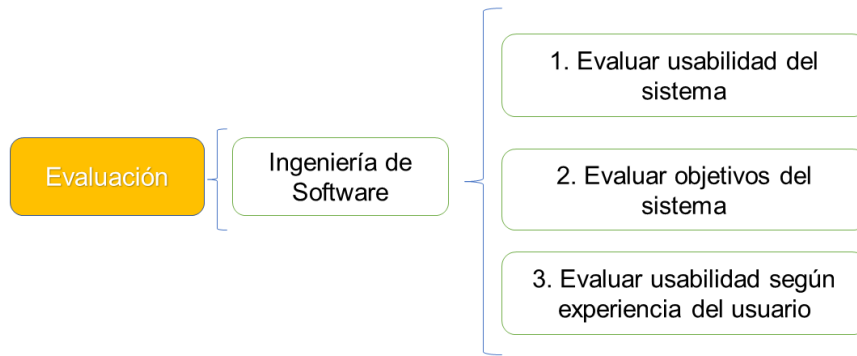 Evaluación
Ingeniería de
Software
1. Evaluar usabilidad del
sistema
2. Evaluar objetivos del
sistema
3. Evaluar usabilidad según
experiencia del usuario